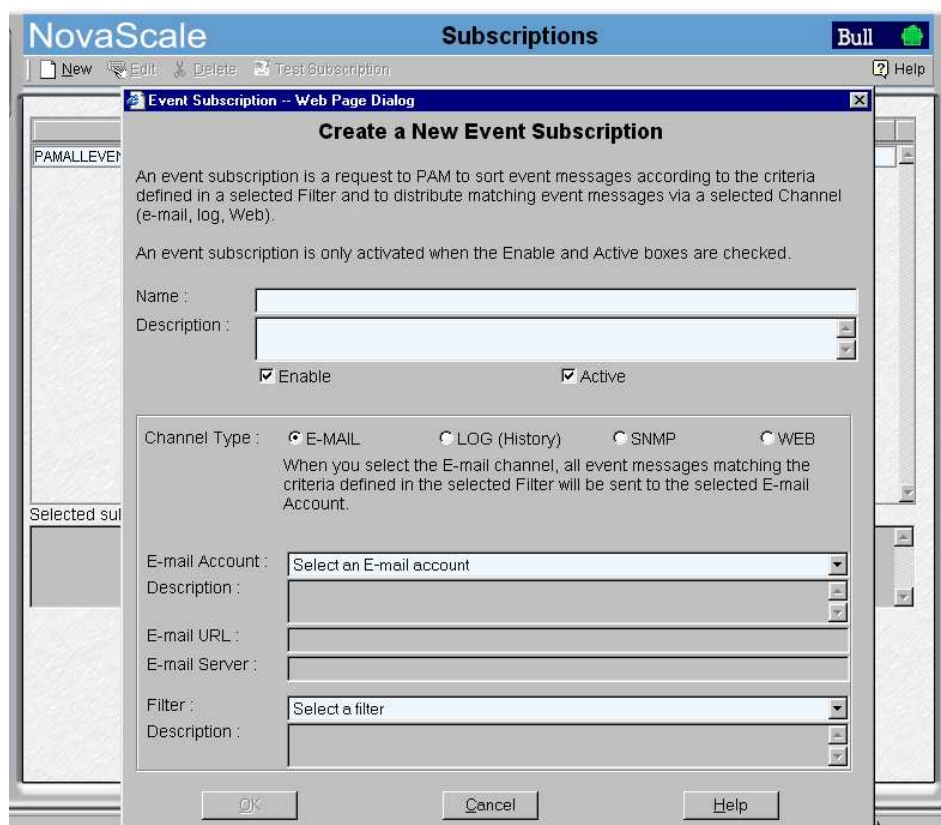 NovaScale
Subscriptions
Bull
New Edit Delete Test Subscription Help
Event Subscription -- Web Page Dialog
Create a New Event Subscription
PAMALLEVEN
An event subscription is a request to PAM to sort event messages according to the criteria
defined in a selected Filter and to distribute matching event messages via a selected Channel
(e-mail, log, Web).
An event subscription is only activated when the Enable and Active boxes are checked.
Name :
Description :
Enable Active
Channel Type : E-MAIL LOG (History) SNMP WEB
When you select the E-mail channel, all event messages matching the
criteria defined in the selected Filter will be sent to the selected E-mail
Account.
Selected sul
E-mail Account : Select an E-mail account
Description :
E-mail URL :
E-mail Server :
Filter : Select a filter
Description :
OK Cancel Help